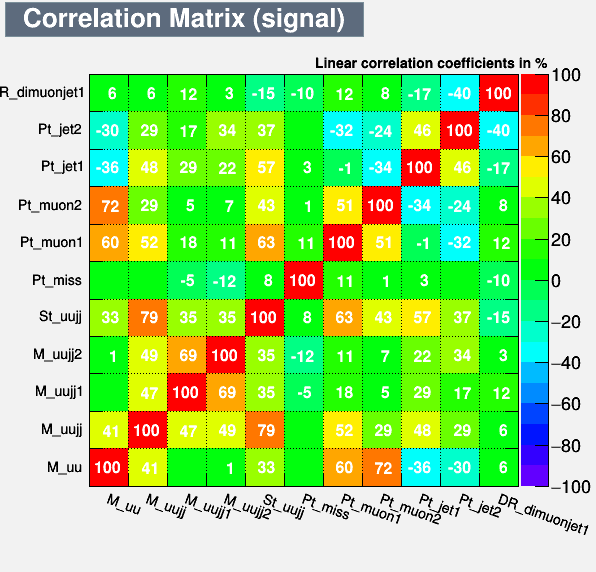 Correlation Matrix (signal)
Linear correlation coefficients in %
R_dimuonjet1 6 6 12 3 -15 -10 12 8 -17 -40 100
Pt_jet2 -30 29 17 34 37 -32 -24 46 100 -40
Pt_jet1 -36 48 29 22 57 3 -1 -34 100 46 -17
Pt_muon2 72 29 5 7 43 1 51 100 -34 -24 8
Pt_muon1 60 52 18 11 63 11 100 51 -1 -32 12
Pt_miss -5 -12 8 100 11 1 3 -10
St_uujj 33 79 35 35 100 8 63 43 57 37 -15
M_uujj2 1 49 69 100 35 -12 11 7 22 34 3
M_uujj1 47 100 69 35 -5 18 5 29 17 12
M_uujj 41 100 47 49 79 52 29 48 29 6
M_uu 100 41 1 33 60 72 -36 -30 6
M_uu M_uujj M_uujj1 M_uujj2 St_uujj Pt_miss Pt_muon1 Pt_muon2 Pt_jet1 Pt_jet2 DR_dimuonjet1
100
80
60
40
20
0
−20
−40
−60
−80
−100